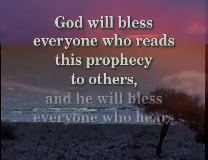 God will bless
everyone who reads
this prophecy
to others,
and he will bless
everyone who hears